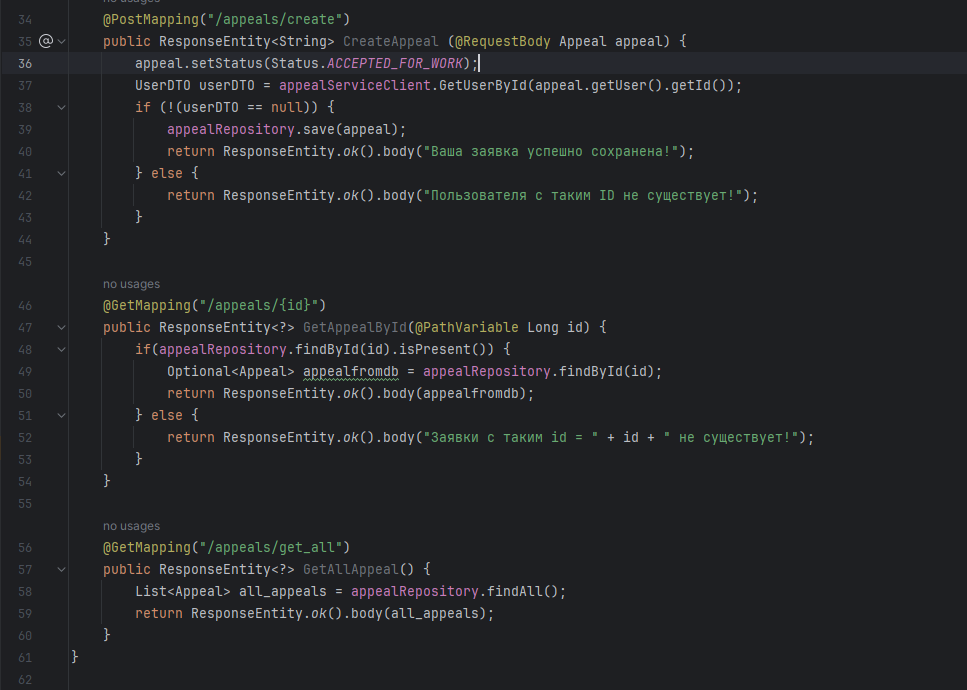 no usages
34 @PostMapping("/appeals/create")
35 public ResponseEntity<String> CreateAppeal (@RequestBody Appeal appeal) {
36 appeal.setStatus(Status.ACCEPTED_FOR_WORK);
37 UserDTO userDTO = appealServiceClient.GetUserById(appeal.getUser().getId());
38 if (!(userDTO == null)) {
39 appealRepository.save(appeal);
40 return ResponseEntity.ok().body("Ваша заявка успешно сохранена!");
41 } else {
42 return ResponseEntity.ok().body("Пользователя с таким ID не существует!");
43 }
44 }
45
no usages
46 @GetMapping("/appeals/{id}")
47 public ResponseEntity<?> GetAppealById(@PathVariable Long id) {
48 if(appealRepository.findById(id).isPresent()) {
49 Optional<Appeal> appealfromdb = appealRepository.findById(id);
50 return ResponseEntity.ok().body(appealfromdb);
51 } else {
52 return ResponseEntity.ok().body("Заявки с таким id = " + id + " не существует!");
53 }
54 }
55
no usages
56 @GetMapping("/appeals/get_all")
57 public ResponseEntity<?> GetAllAppeal() {
58 List<Appeal> all_appeals = appealRepository.findAll();
59 return ResponseEntity.ok().body(all_appeals);
60 }
61 }
62